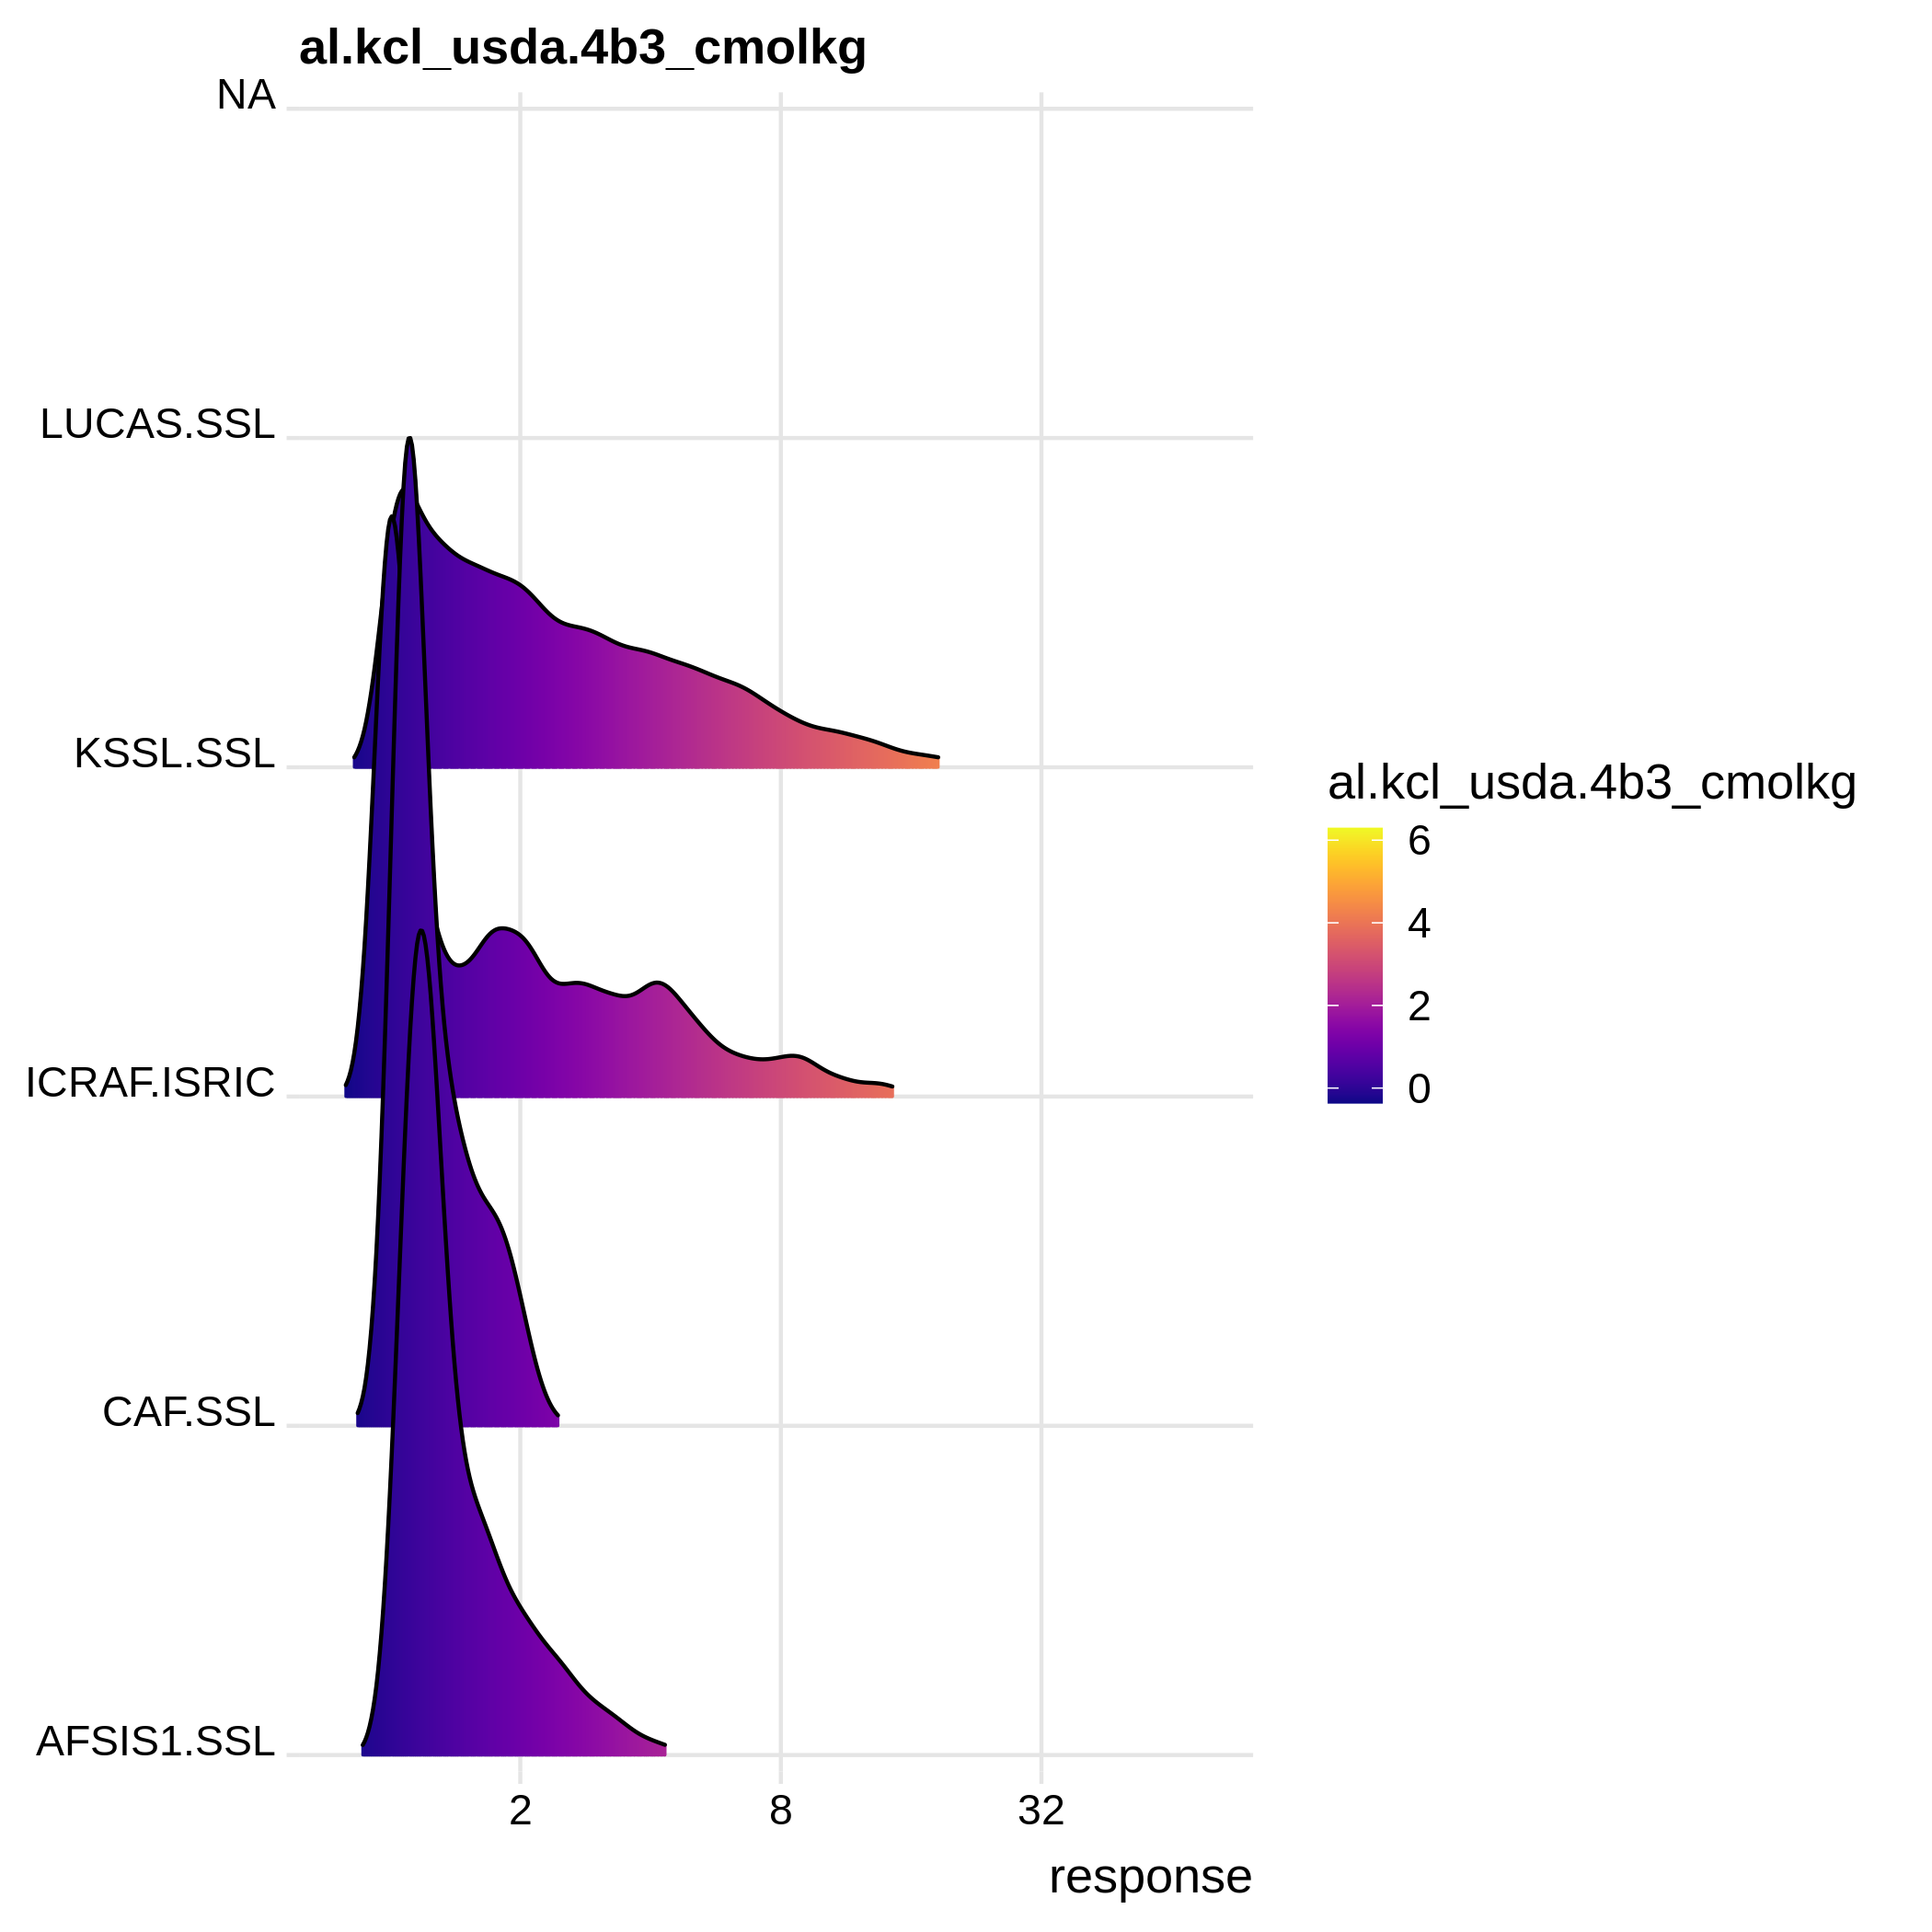 al.kcl_usda.4b3_cmolkg
NA
LUCAS.SSL
KSSL.SSL
ICRAF.ISRIC
CAF.SSL
AFSIS1.SSL
2 8 32
response
al.kcl_usda.4b3_cmolkg
6
4
2
0